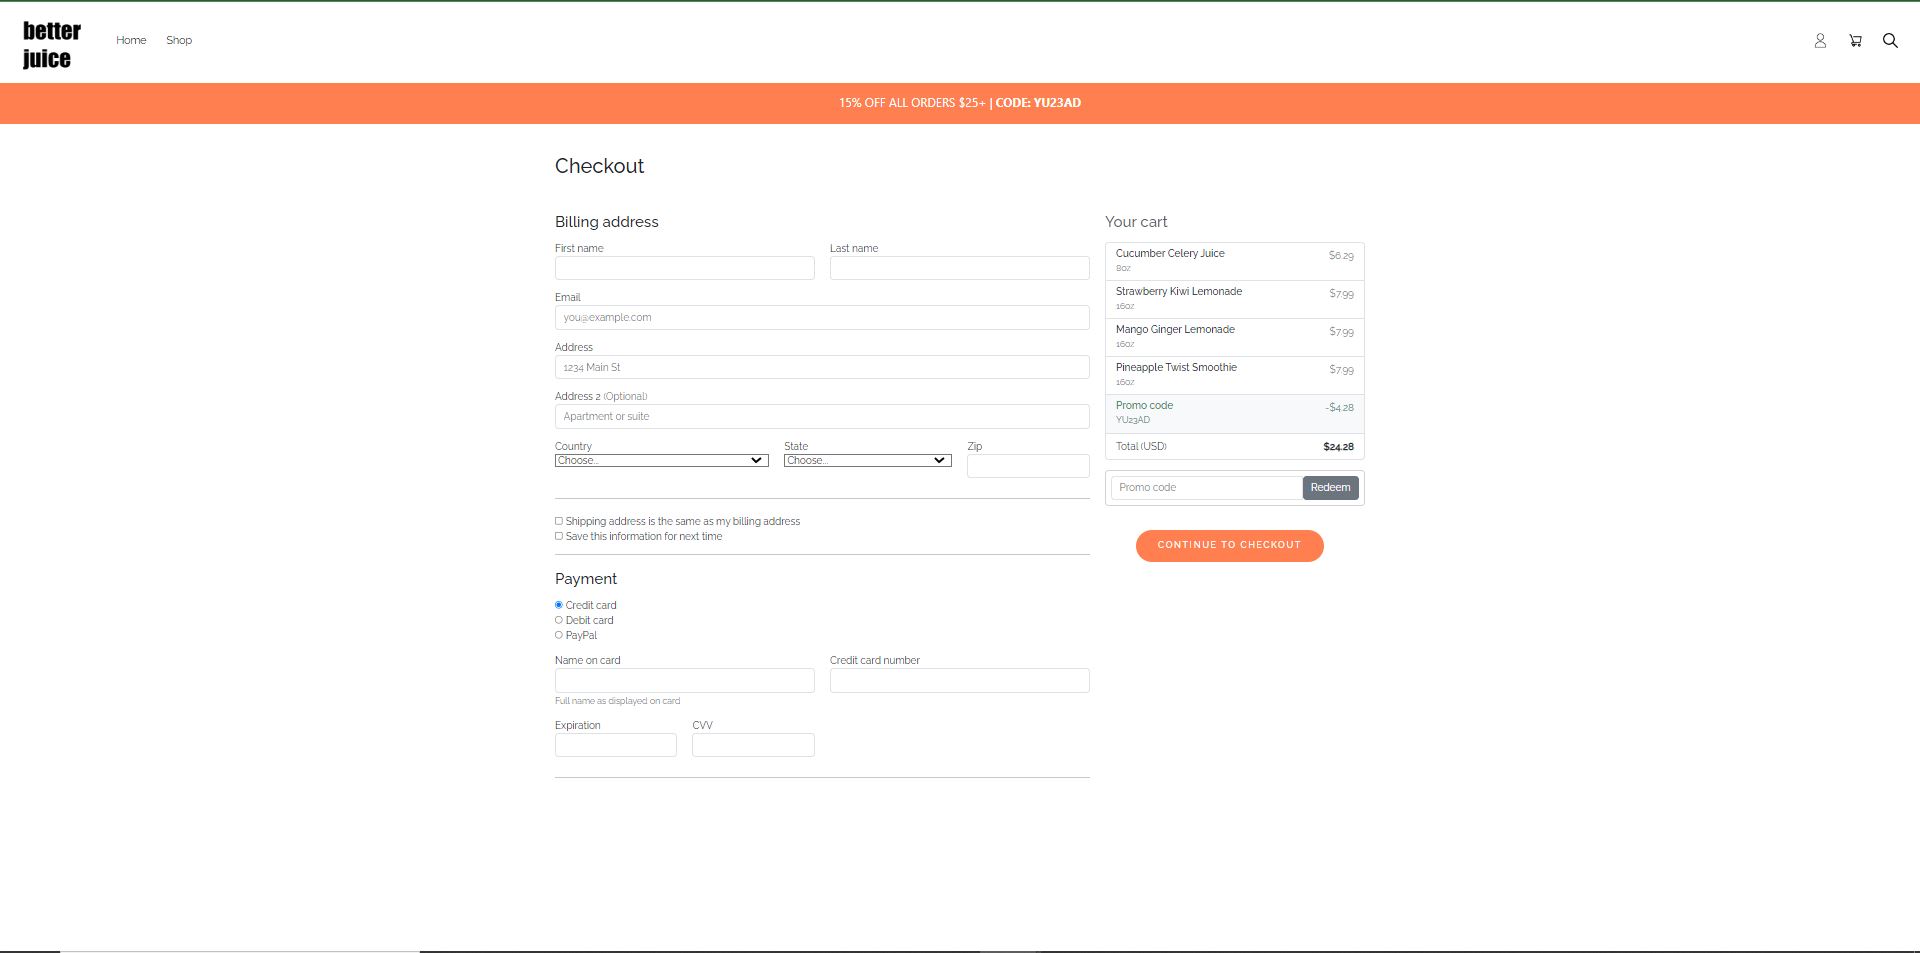 better
juice
Home Shop
15% OFF ALL ORDERS $25+ | CODE: YU23AD
Checkout
Billing address
First name Last name
Email
you@example.com
Address
1234 Main St
Address 2 (Optional)
Apartment or suite
Country State Zip
Choose... Choose...
Shipping address is the same as my billing address
Save this information for next time
Payment
Credit card
Debit card
PayPal
Name on card Credit card number
Full name as displayed on card
Expiration CVV
Your cart
Cucumber Celery Juice $6.29
8oz
Strawberry Kiwi Lemonade $7.99
16oz
Mango Ginger Lemonade $7.99
16oz
Pineapple Twist Smoothie $7.99
16oz
Promo code -$4.28
YU23AD
Total (USD) $24.28
Promo code Redeem
CONTINUE TO CHECKOUT